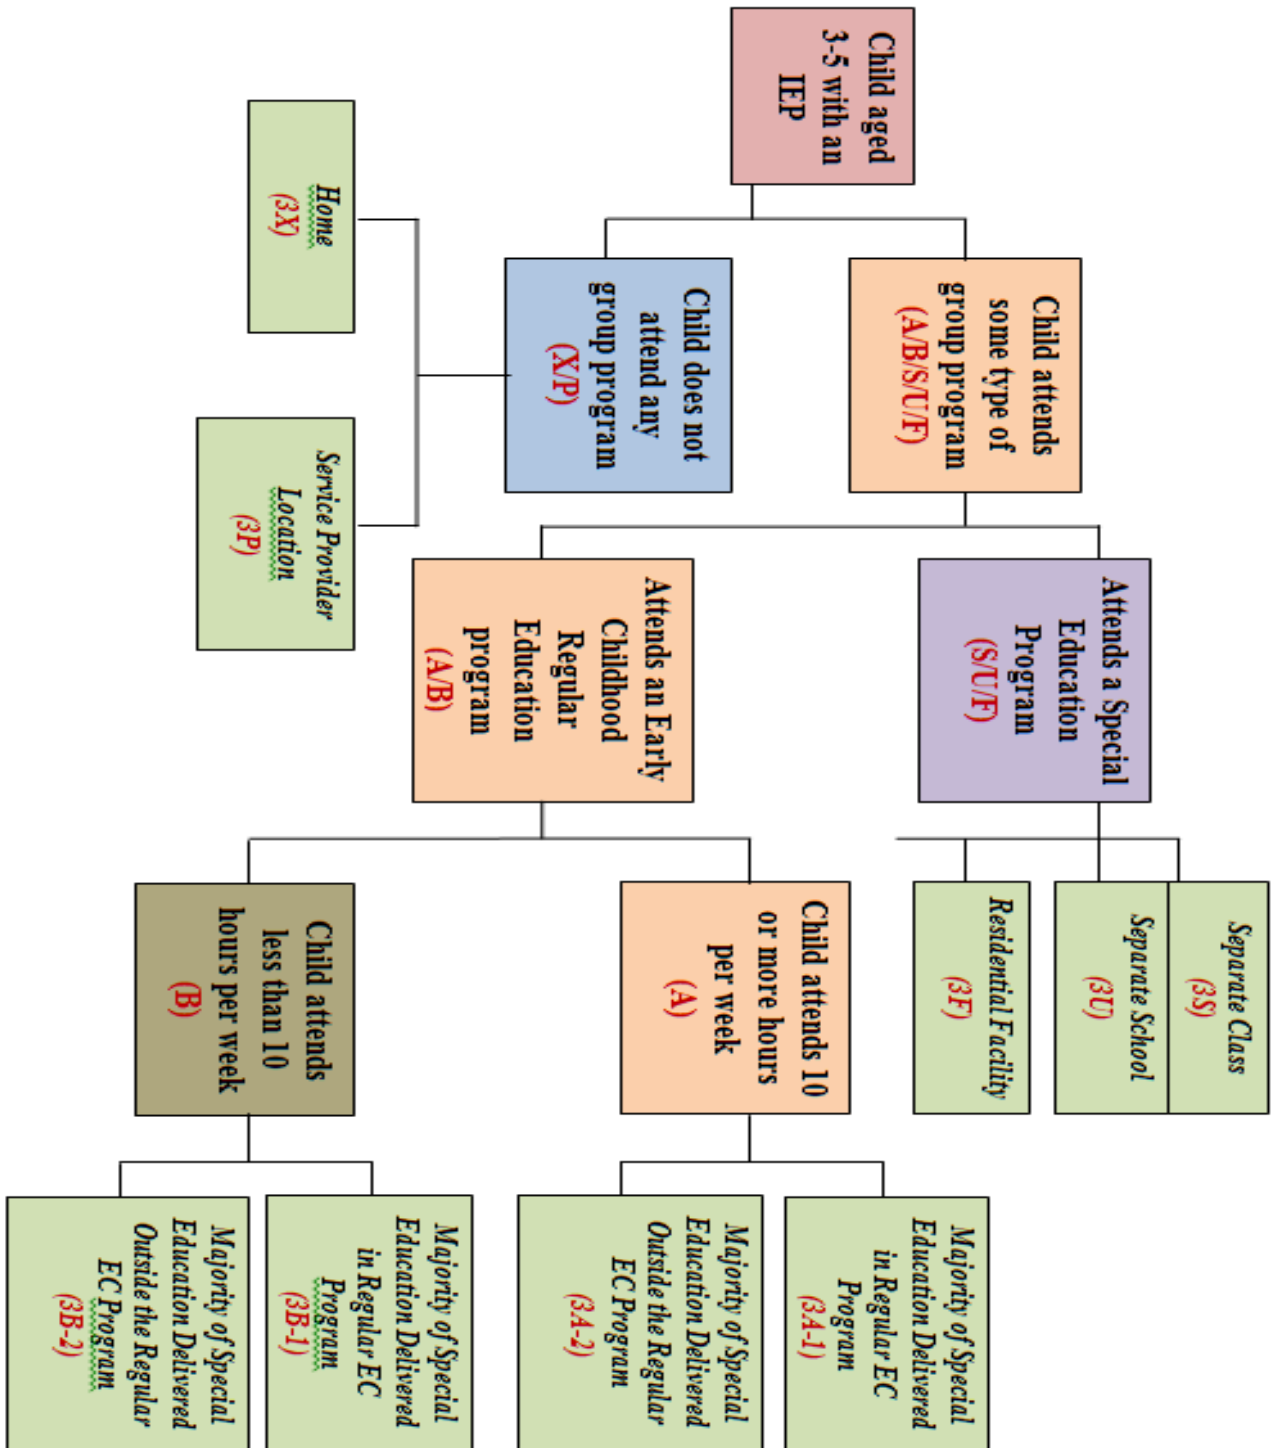 Child aged
3-5 with an
IEP
Child attends
some type of
group program
(A/B/S/U/F)
Child does not
attend any
group program
(X/P)
Home
(3X)
Service Provider
Location
(3P)
Attends a Special
Education
Program
(S/U/F)
Attends an Early
Childhood
Regular
Education
program
(A/B)
Separate Class
(3S)
Separate School
(3U)
Residential Facility
(3F)
Child attends 10
or more hours
per week
(A)
Child attends
less than 10
hours per week
(B)
Majority of Special
Education Delivered
in Regular EC
Program
(3A-1)
Majority of Special
Education Delivered
Outside the Regular
EC Program
(3A-2)
Majority of Special
Education Delivered
in Regular EC
Program
(3B-1)
Majority of Special
Education Delivered
Outside the Regular
EC Program
(3B-2)